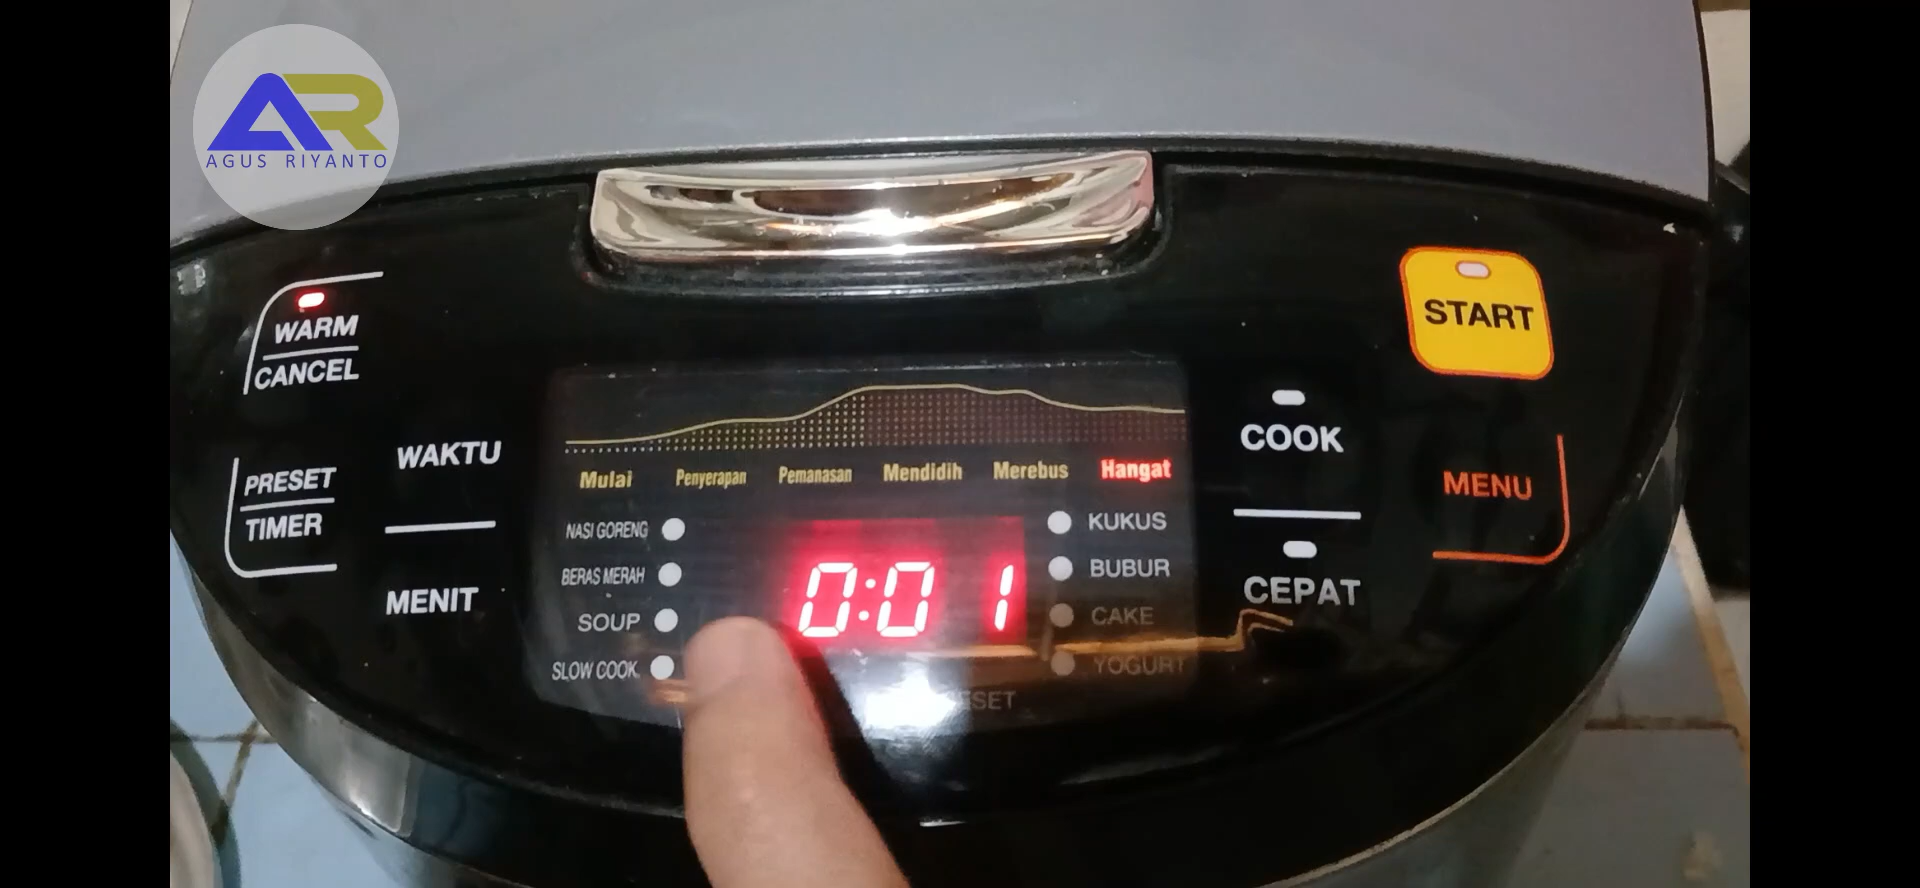 AR
AGUS RIYANTO
WARM
CANCEL
START
WAKTU
COOK
PRESET
TIMER
Mulai Penyerapan Pemanasan Mendidih Merebus Hangat
MENU
NASI GORENG
KUKUS
BERAS MERAH
BUBUR
0:01
MENIT
CEPAT
SOUP
CAKE
SLOW COOK
YOGURT